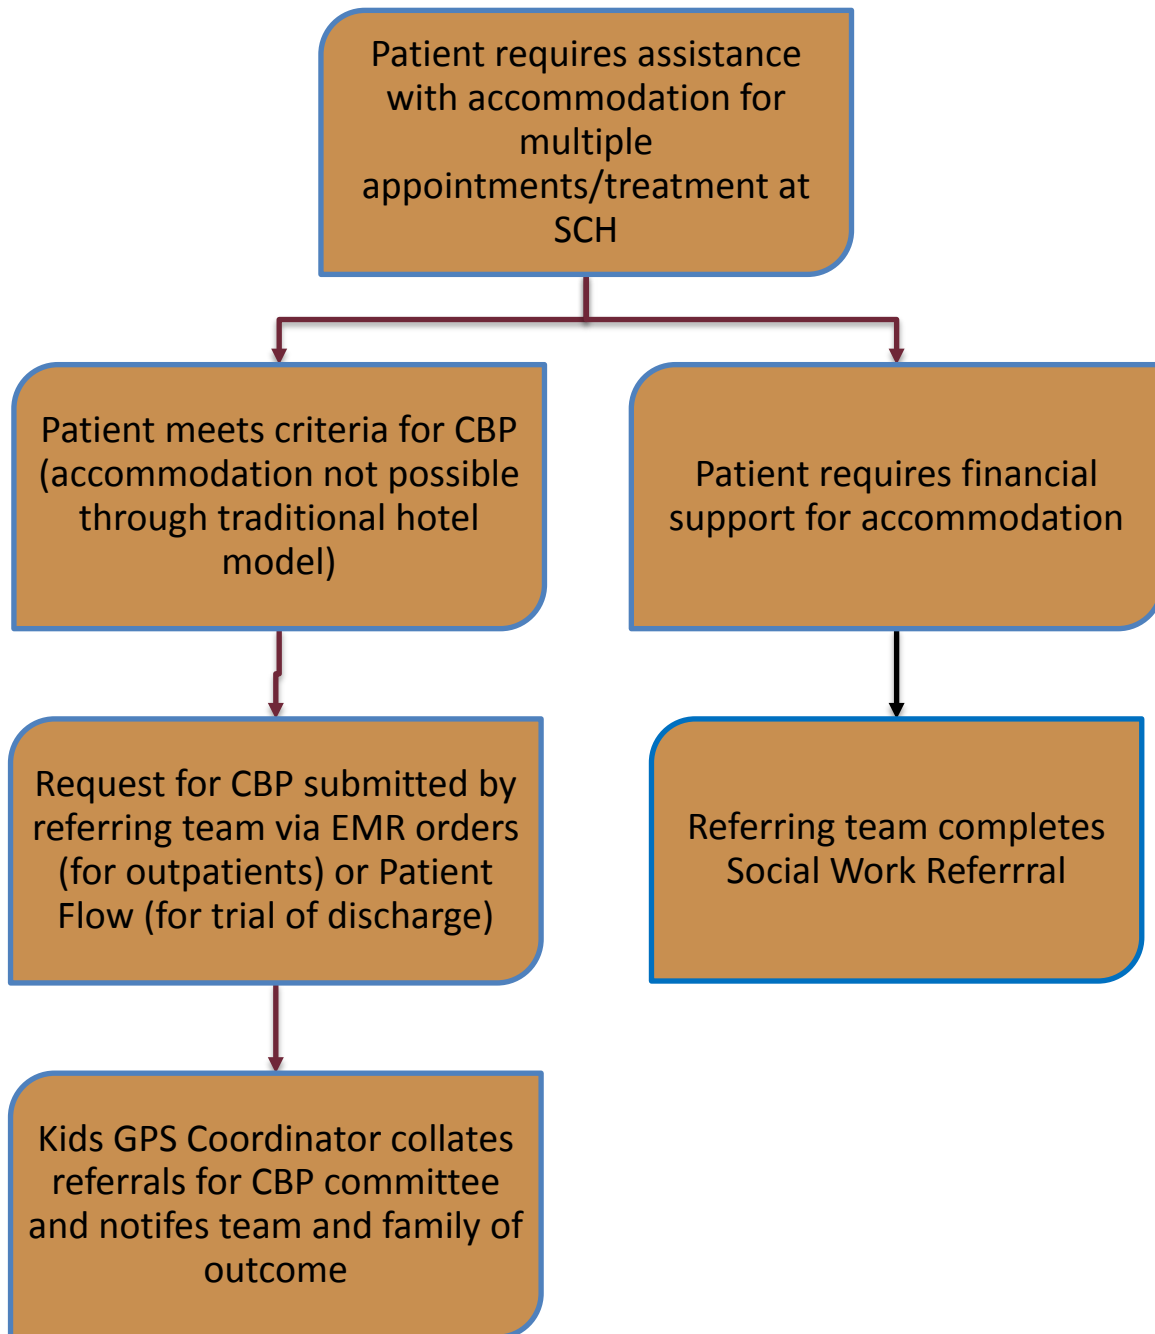 Patient requires assistance
with accommodation for
multiple
appointments/treatment at
SCH
Patient meets criteria for CBP
(accommodation not possible
through traditional hotel
model)
Patient requires financial
support for accommodation
Request for CBP submitted by
referring team via EMR orders
(for outpatients) or Patient
Flow (for trial of discharge)
Referring team completes
Social Work Referrral
Kids GPS Coordinator collates
referrals for CBP committee
and notifes team and family of
outcome